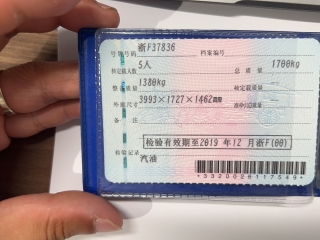 号牌号码 浙F37836 档案编号
核定载人数 5人 总质量 1700kg
整备质量 1380kg 核定载质量 --
外廓尺寸 3993×1727×1462mm 准牵引总质量 --
备注
检验有效期至2019年12月浙F(00)
检验记录
汽油
*3320026117549*